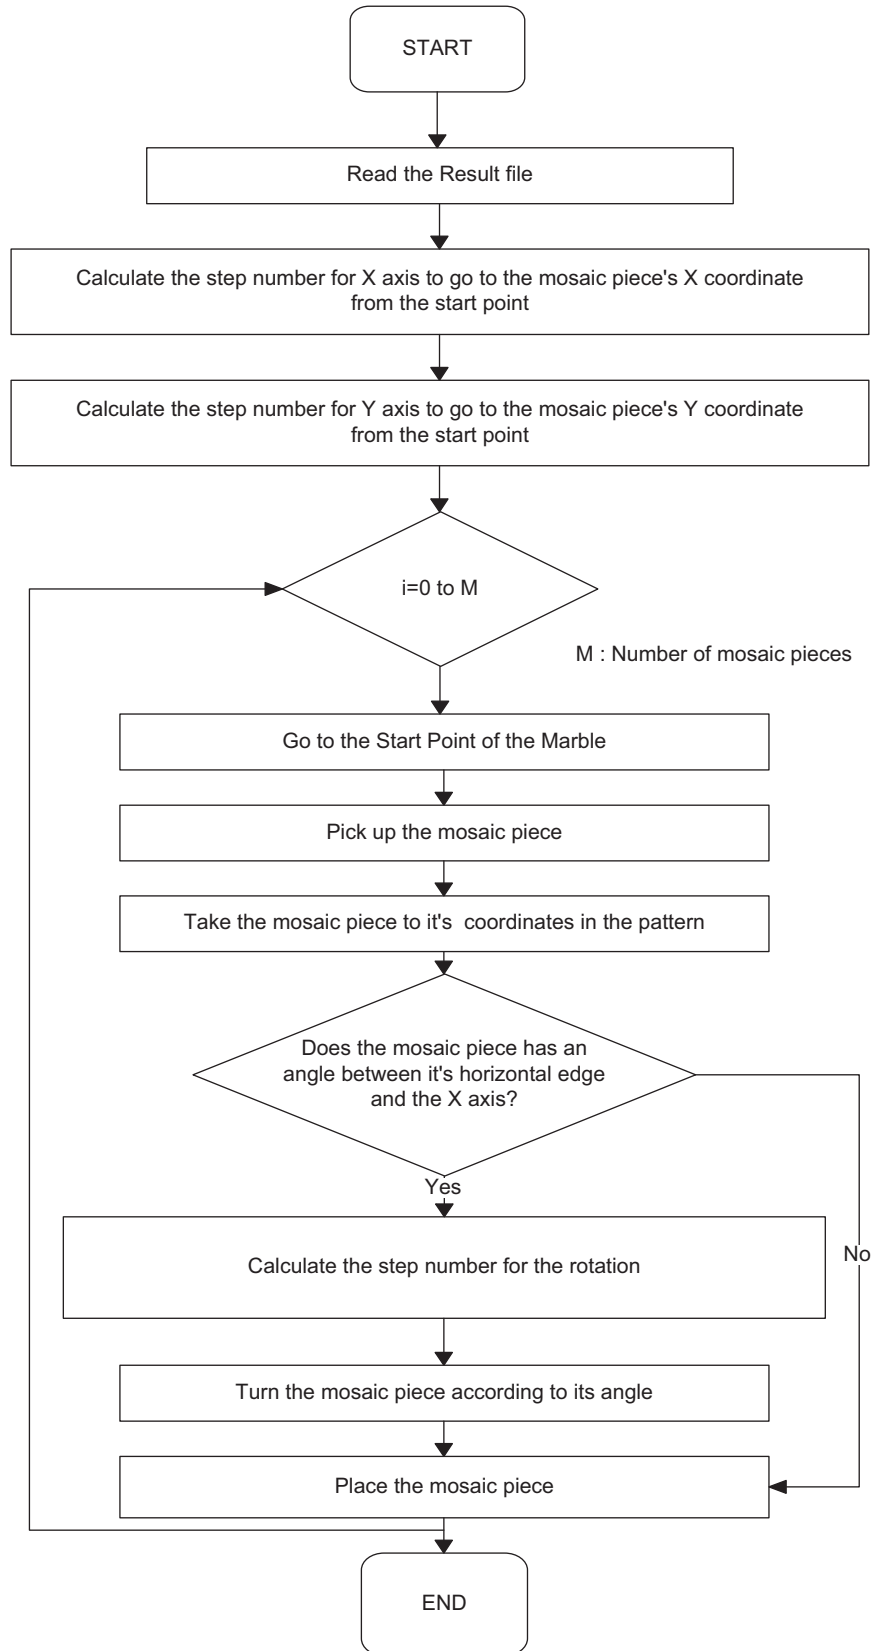 START
Read the Result file
Calculate the step number for X axis to go to the mosaic piece's X coordinate
from the start point
Calculate the step number for Y axis to go to the mosaic piece's Y coordinate
from the start point
i=0 to M
M : Number of mosaic pieces
Go to the Start Point of the Marble
Pick up the mosaic piece
Take the mosaic piece to it's coordinates in the pattern
Does the mosaic piece has an
angle between it's horizontal edge
and the X axis?
Yes
No
Calculate the step number for the rotation
Turn the mosaic piece according to its angle
Place the mosaic piece
END